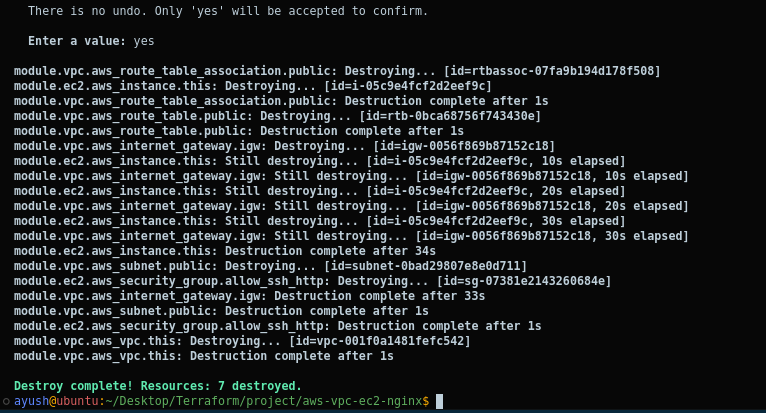 There is no undo. Only 'yes' will be accepted to confirm.
Enter a value: yes
module.vpc.aws_route_table_association.public: Destroying... [id=rtbassoc-07fa9b194d178f508]
module.ec2.aws_instance.this: Destroying... [id=i-05c9e4fcf2d2eef9c]
module.vpc.aws_route_table_association.public: Destruction complete after 1s
module.vpc.aws_route_table.public: Destroying... [id=rtb-0bca68756f743430e]
module.vpc.aws_route_table.public: Destruction complete after 1s
module.vpc.aws_internet_gateway.igw: Destroying... [id=igw-0056f869b87152c18]
module.ec2.aws_instance.this: Still destroying... [id=i-05c9e4fcf2d2eef9c, 10s elapsed]
module.vpc.aws_internet_gateway.igw: Still destroying... [id=igw-0056f869b87152c18, 10s elapsed]
module.ec2.aws_instance.this: Still destroying... [id=i-05c9e4fcf2d2eef9c, 20s elapsed]
module.vpc.aws_internet_gateway.igw: Still destroying... [id=igw-0056f869b87152c18, 20s elapsed]
module.ec2.aws_instance.this: Still destroying... [id=i-05c9e4fcf2d2eef9c, 30s elapsed]
module.vpc.aws_internet_gateway.igw: Still destroying... [id=igw-0056f869b87152c18, 30s elapsed]
module.ec2.aws_instance.this: Destruction complete after 34s
module.vpc.aws_subnet.public: Destroying... [id=subnet-0bad29807e8e0d711]
module.ec2.aws_security_group.allow_ssh_http: Destroying... [id=sg-07381e2143260684e]
module.vpc.aws_internet_gateway.igw: Destruction complete after 33s
module.vpc.aws_subnet.public: Destruction complete after 1s
module.ec2.aws_security_group.allow_ssh_http: Destruction complete after 1s
module.vpc.aws_vpc.this: Destroying... [id=vpc-001f0a1481fefc542]
module.vpc.aws_vpc.this: Destruction complete after 1s
Destroy complete! Resources: 7 destroyed.
ayush@ubuntu:~/Desktop/Terraform/project/aws-vpc-ec2-nginx$